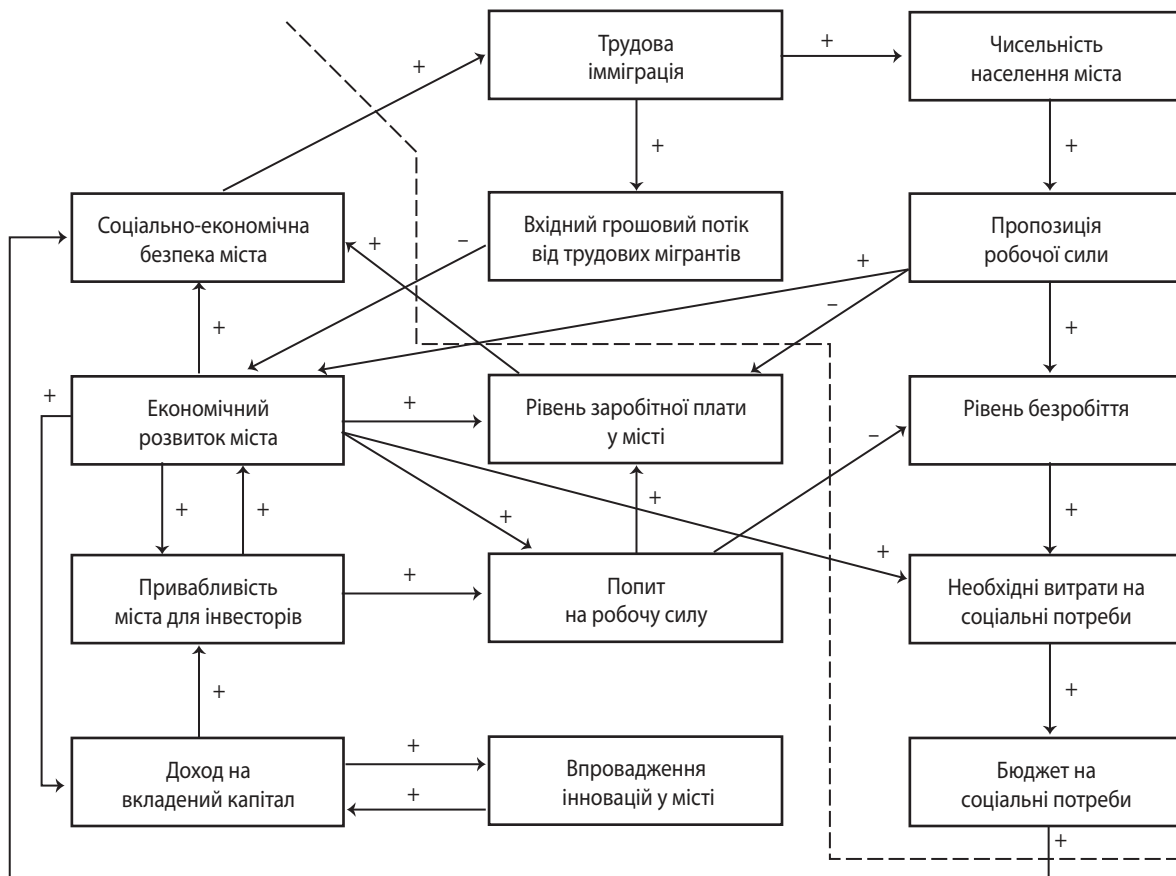 Трудова
імміграція
+
Чисельність
населення міста
+
+
+
Соціально-економічна
безпека міста
+
–
Вхідний грошовий потік
від трудових мігрантів
Пропозиція
робочої сили
+
–
+
+
+
Економічний
розвиток міста
+
Рівень заробітної плати
у місті
Рівень безробіття
–
+
+
+
+
+
+
Привабливість
міста для інвесторів
+
Попит
на робочу силу
Необхідні витрати на
соціальні потреби
+
+
Доход на
вкладений капітал
+
+
Впровадження
інновацій у місті
Бюджет на
соціальні потреби
+